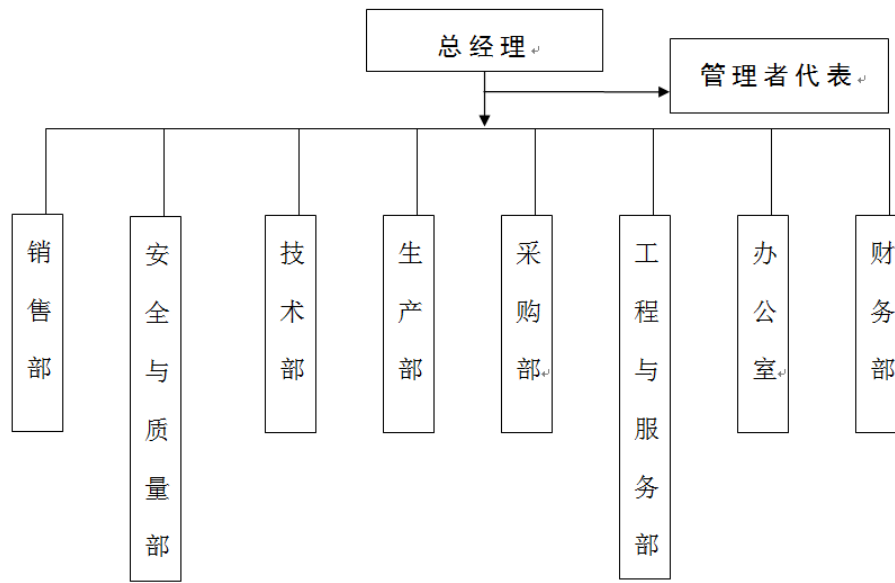 总经理
管理者代表
销售部
安全与质量部
技术部
生产部
采购部
工程与服务部
办公室
财务部